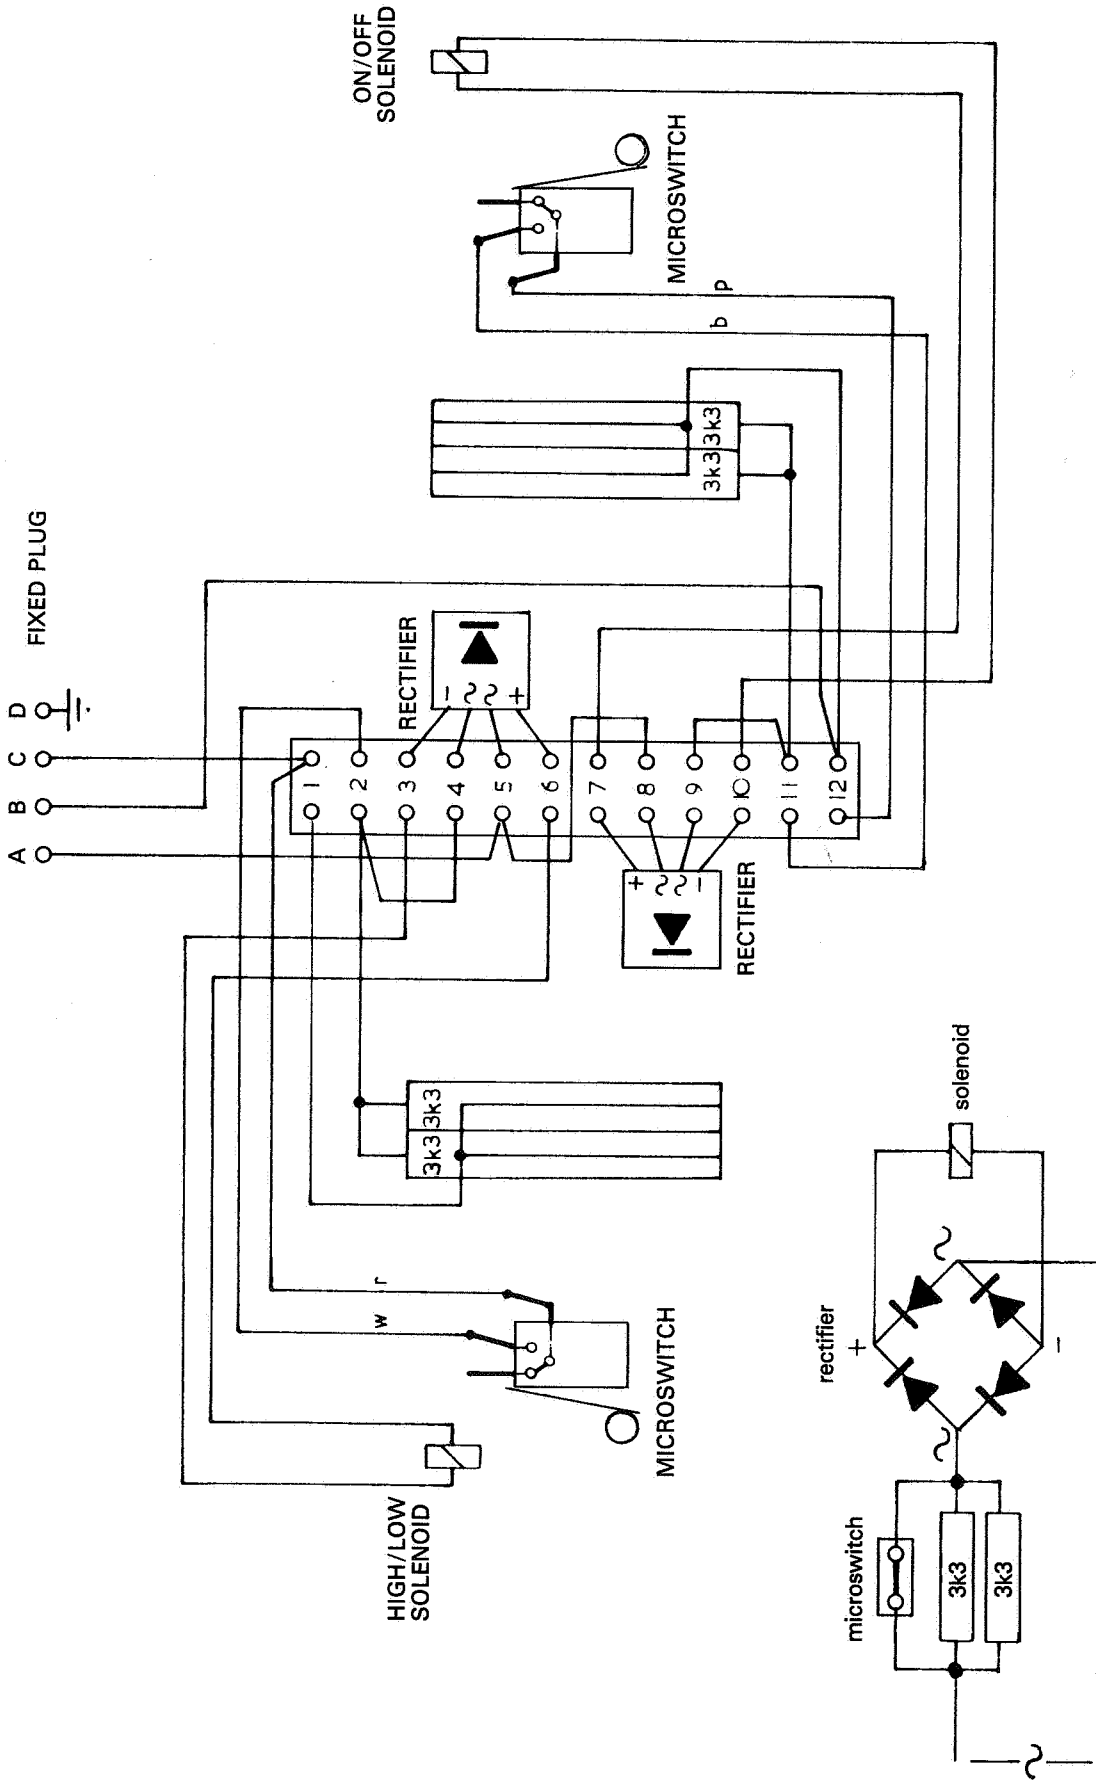 ON/OFF
SOLENOID
MICROSWITCH
p
b
3k3 3k3
FIXED PLUG
A B C D
RECTIFIER
- ~ ~ +
1 2 3 4 5 6 7 8 9 10 11 12
+ ~ ~ -
RECTIFIER
3k3 3k3
r
w
MICROSWITCH
HIGH/LOW
SOLENOID
solenoid
rectifier
+
~
~
-
microswitch
3k3
3k3
~